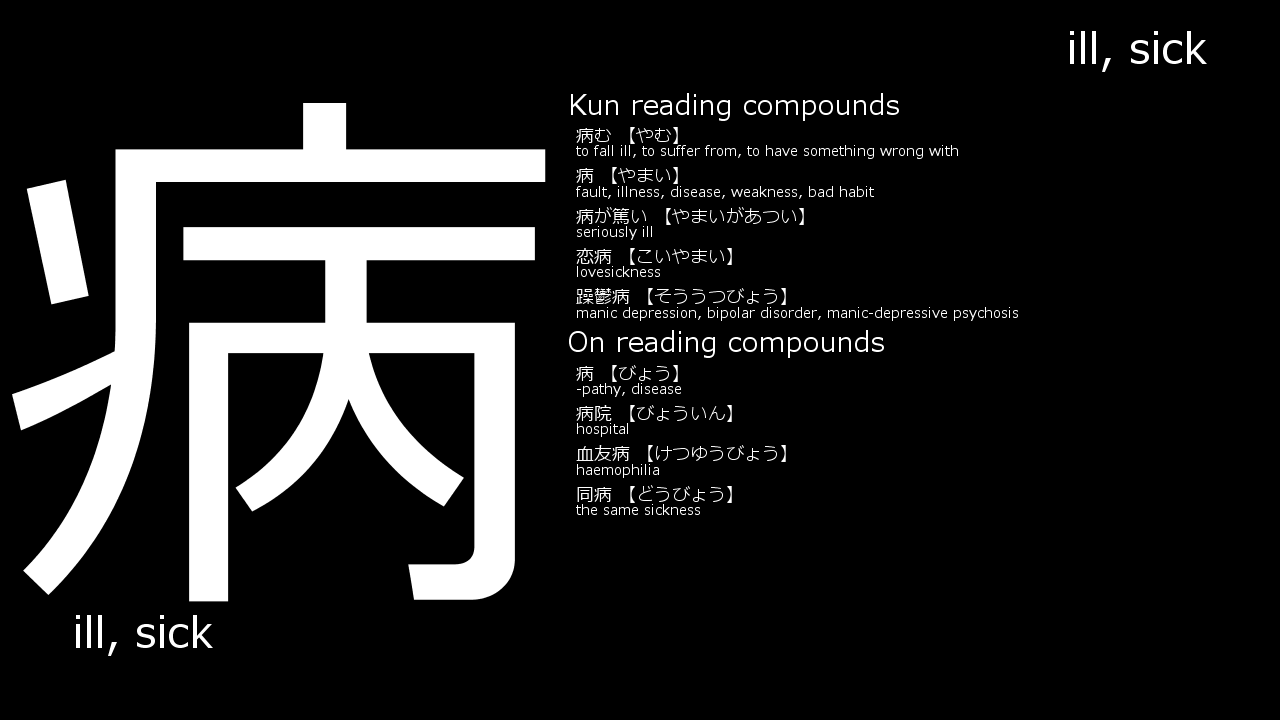 ill, sick
病
ill, sick
Kun reading compounds
病む 【やむ】
to fall ill, to suffer from, to have something wrong with
病 【やまい】
fault, illness, disease, weakness, bad habit
病が篤い 【やまいがあつい】
seriously ill
恋病 【こいやまい】
lovesickness
躁鬱病 【そううつびょう】
manic depression, bipolar disorder, manic-depressive psychosis
On reading compounds
病 【びょう】
-pathy, disease
病院 【びょういん】
hospital
血友病 【けつゆうびょう】
haemophilia
同病 【どうびょう】
the same sickness